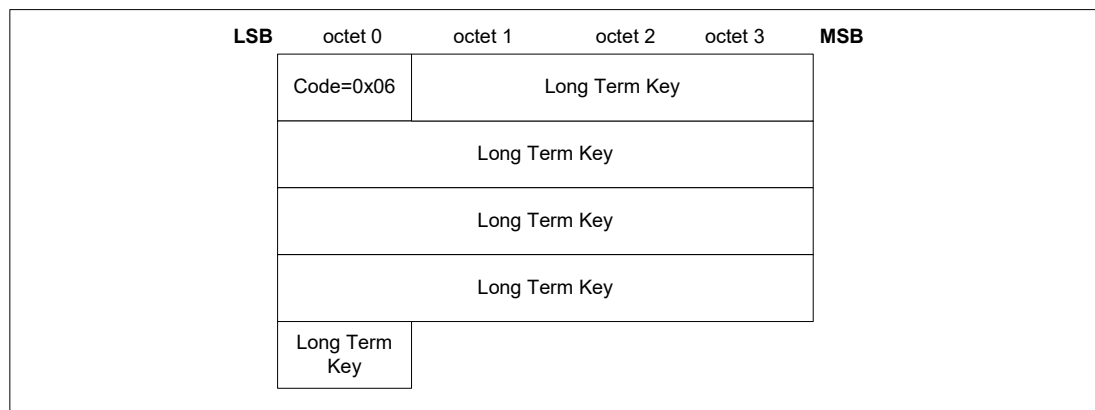 LSB octet 0 octet 1 octet 2 octet 3 MSB
Code=0x06 Long Term Key
Long Term Key
Long Term Key
Long Term Key
Long Term
Key